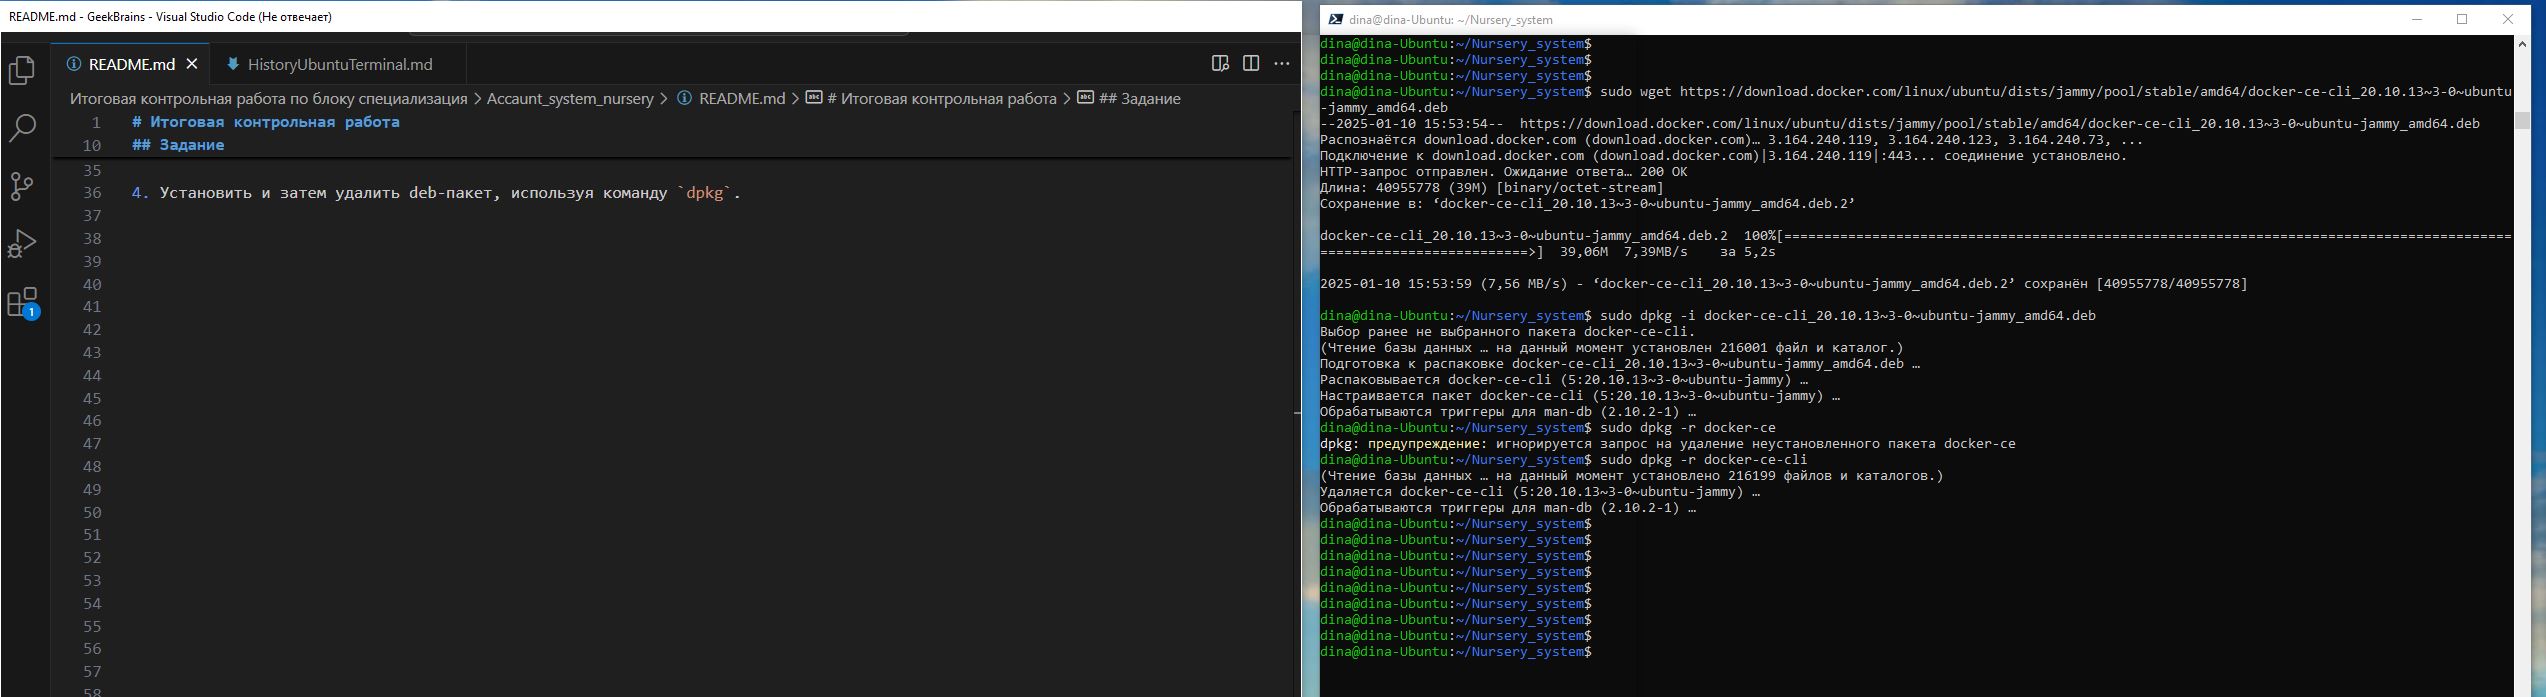 README.md - GeekBrains - Visual Studio Code (Не отвечает)
README.md
HistoryUbuntuTerminal.md
Итоговая контрольная работа по блоку специализация > Accaunt_system_nursery > README.md > # Итоговая контрольная работа > ## Задание
1 # Итоговая контрольная работа
10 ## Задание
35
36 4. Установить и затем удалить deb-пакет, используя команду `dpkg`.
37
38
39
40
41
42
43
44
45
46
47
48
49
50
51
52
53
54
55
56
57
58
1
dina@dina-Ubuntu: ~/Nursery_system
dina@dina-Ubuntu:~/Nursery_system$
dina@dina-Ubuntu:~/Nursery_system$
dina@dina-Ubuntu:~/Nursery_system$
dina@dina-Ubuntu:~/Nursery_system$ sudo wget https://download.docker.com/linux/ubuntu/dists/jammy/pool/stable/amd64/docker-ce-cli_20.10.13~3-0~ubuntu
-jammy_amd64.deb
--2025-01-10 15:53:54--  https://download.docker.com/linux/ubuntu/dists/jammy/pool/stable/amd64/docker-ce-cli_20.10.13~3-0~ubuntu-jammy_amd64.deb
Распознаётся download.docker.com (download.docker.com)… 3.164.240.119, 3.164.240.123, 3.164.240.73, ...
Подключение к download.docker.com (download.docker.com)|3.164.240.119|:443... соединение установлено.
HTTP-запрос отправлен. Ожидание ответа… 200 OK
Длина: 40955778 (39M) [binary/octet-stream]
Сохранение в: ‘docker-ce-cli_20.10.13~3-0~ubuntu-jammy_amd64.deb.2’
docker-ce-cli_20.10.13~3-0~ubuntu-jammy_amd64.deb.2  100%[===========================================================================================
==========================>]  39,06M  7,39MB/s    за 5,2s
2025-01-10 15:53:59 (7,56 MB/s) - ‘docker-ce-cli_20.10.13~3-0~ubuntu-jammy_amd64.deb.2’ сохранён [40955778/40955778]
dina@dina-Ubuntu:~/Nursery_system$ sudo dpkg -i docker-ce-cli_20.10.13~3-0~ubuntu-jammy_amd64.deb
Выбор ранее не выбранного пакета docker-ce-cli.
(Чтение базы данных … на данный момент установлен 216001 файл и каталог.)
Подготовка к распаковке docker-ce-cli_20.10.13~3-0~ubuntu-jammy_amd64.deb …
Распаковывается docker-ce-cli (5:20.10.13~3-0~ubuntu-jammy) …
Настраивается пакет docker-ce-cli (5:20.10.13~3-0~ubuntu-jammy) …
Обрабатываются триггеры для man-db (2.10.2-1) …
dina@dina-Ubuntu:~/Nursery_system$ sudo dpkg -r docker-ce
dpkg: предупреждение: игнорируется запрос на удаление неустановленного пакета docker-ce
dina@dina-Ubuntu:~/Nursery_system$ sudo dpkg -r docker-ce-cli
(Чтение базы данных … на данный момент установлено 216199 файлов и каталогов.)
Удаляется docker-ce-cli (5:20.10.13~3-0~ubuntu-jammy) …
Обрабатываются триггеры для man-db (2.10.2-1) …
dina@dina-Ubuntu:~/Nursery_system$
dina@dina-Ubuntu:~/Nursery_system$
dina@dina-Ubuntu:~/Nursery_system$
dina@dina-Ubuntu:~/Nursery_system$
dina@dina-Ubuntu:~/Nursery_system$
dina@dina-Ubuntu:~/Nursery_system$
dina@dina-Ubuntu:~/Nursery_system$
dina@dina-Ubuntu:~/Nursery_system$
dina@dina-Ubuntu:~/Nursery_system$